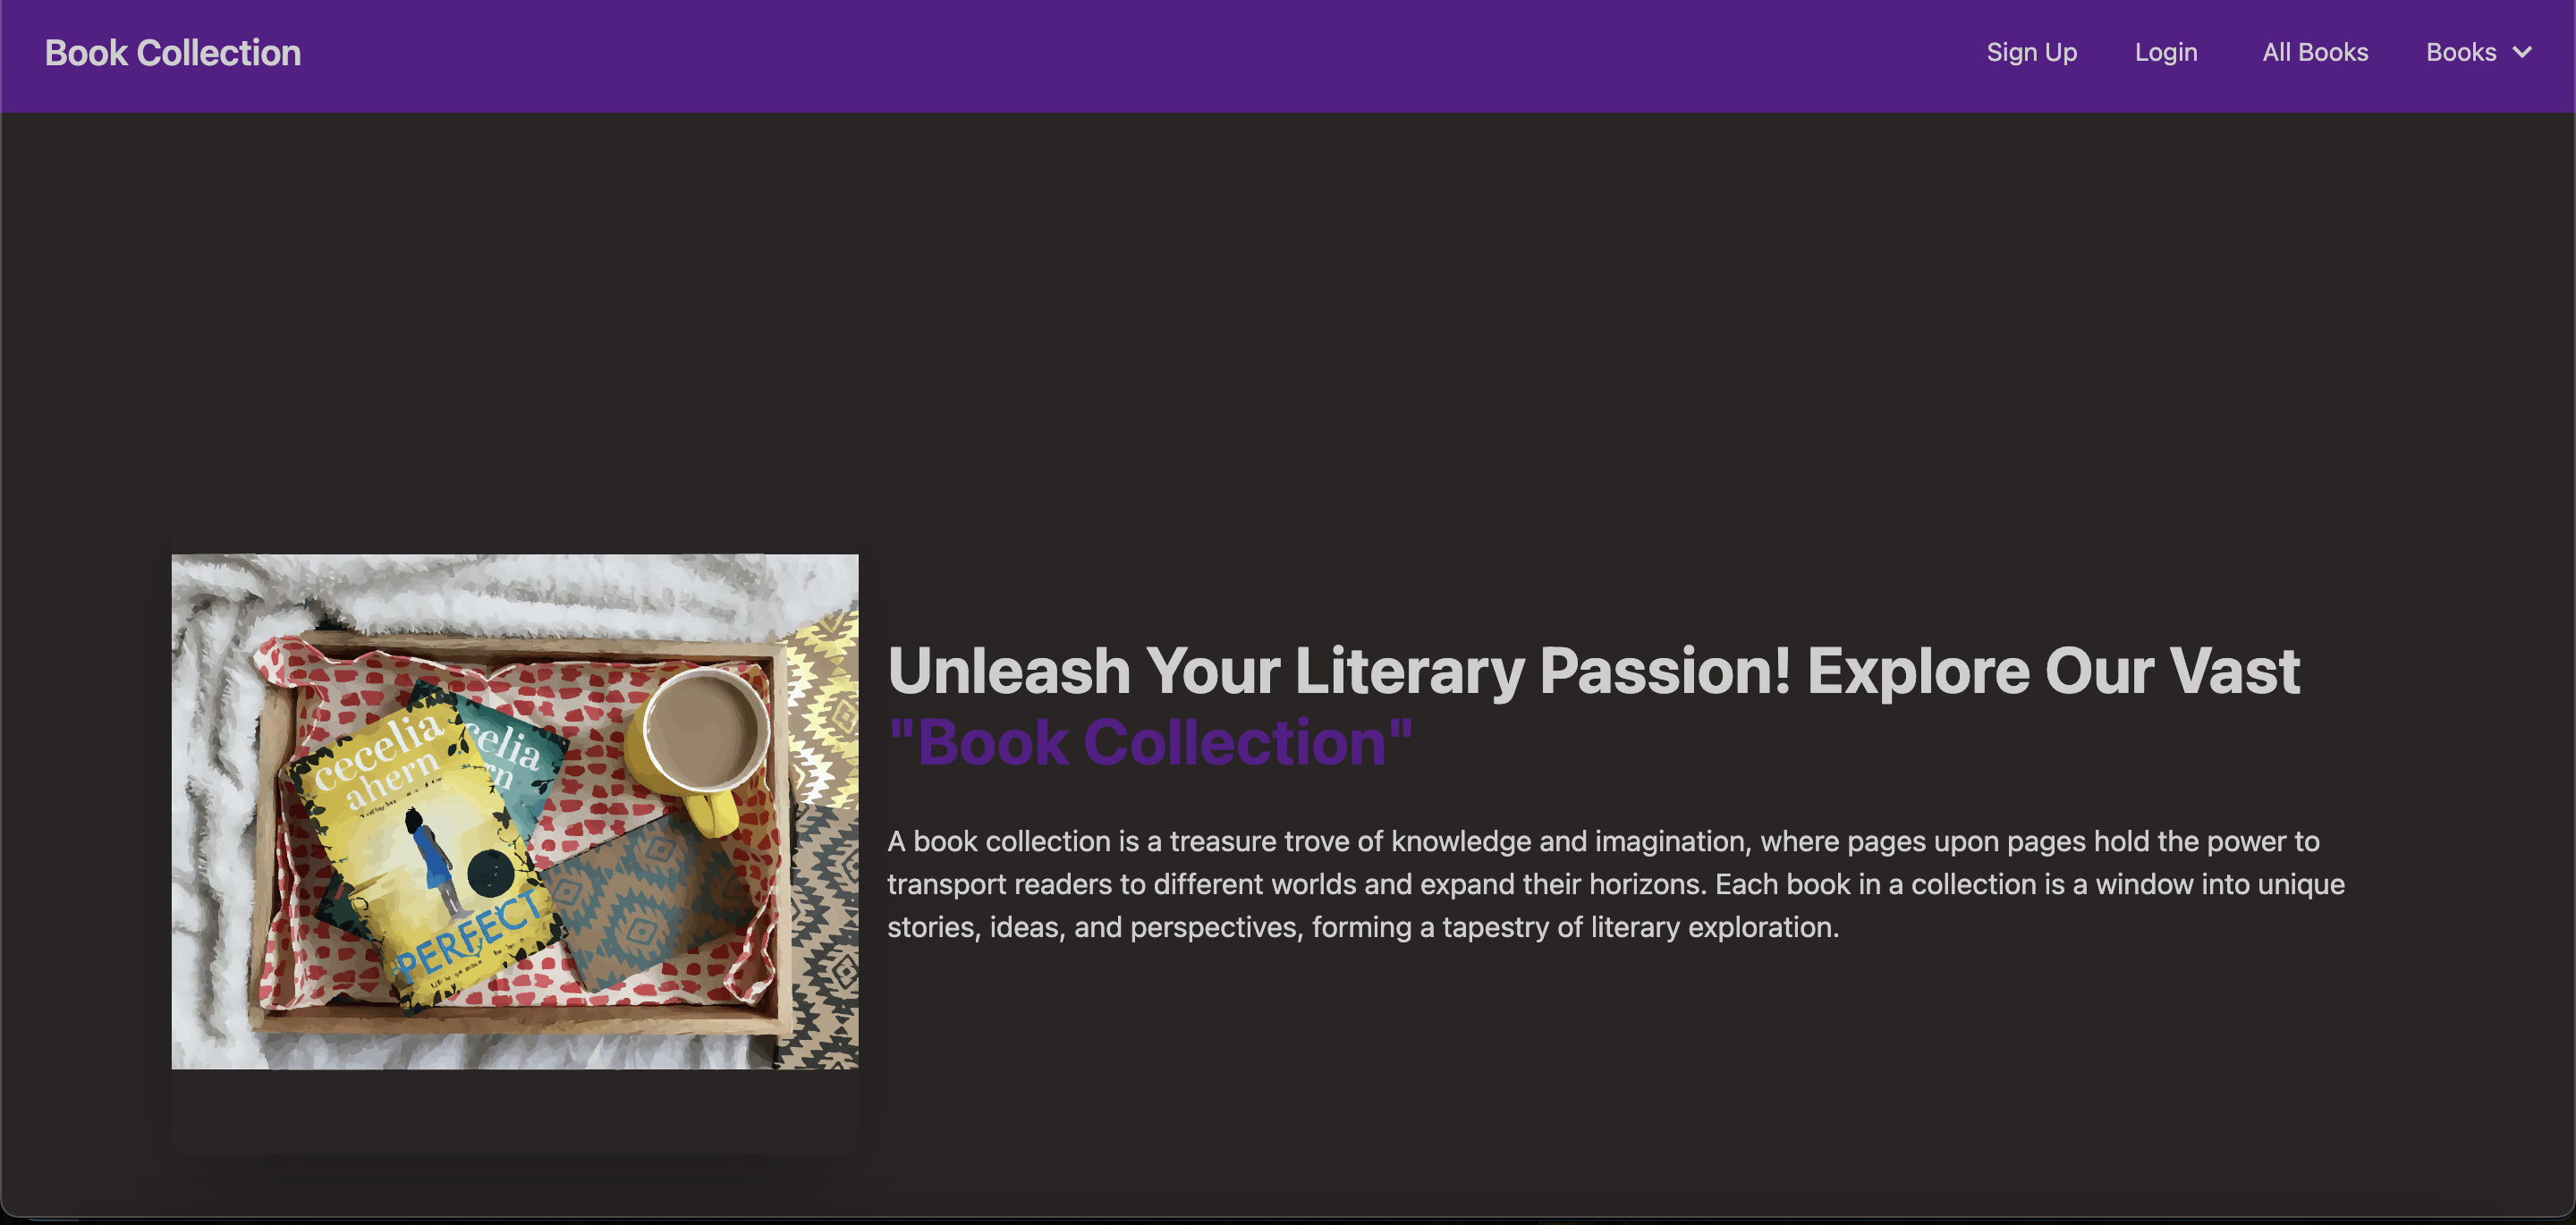 Book Collection
Sign Up
Login
All Books
Books
Unleash Your Literary Passion! Explore Our Vast
"Book Collection"
A book collection is a treasure trove of knowledge and imagination, where pages upon pages hold the power to
transport readers to different worlds and expand their horizons. Each book in a collection is a window into unique
stories, ideas, and perspectives, forming a tapestry of literary exploration.
cecelia
ahern
celia
rn
PERFECT